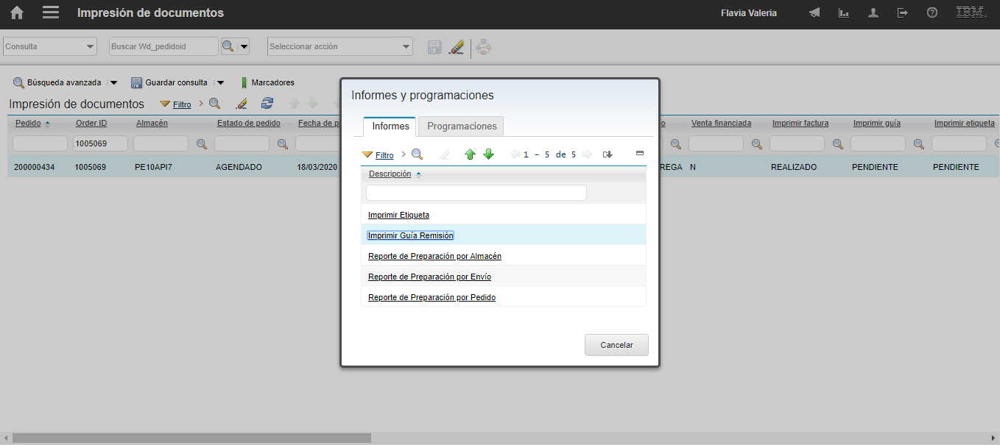 Impresión de documentos
Flavia Valeria
IBM.
Consulta
Buscar Wd_pedidoid
Seleccionar acción
Búsqueda avanzada
Guardar consulta
Marcadores
Impresión de documentos
Filtro
Pedido Order ID Almacén Estado de pedido Fecha de p
Venta financiada Imprimir factura Imprimir guía Imprimir etiqueta
1005069
200000434 1005069 PE10API7 AGENDADO 18/03/2020
REGA N REALIZADO PENDIENTE PENDIENTE
Informes y programaciones
Informes Programaciones
Filtro
1 - 5 de 5
Descripción
Imprimir Etiqueta
Imprimir Guía Remisión
Reporte de Preparación por Almacén
Reporte de Preparación por Envío
Reporte de Preparación por Pedido
Cancelar